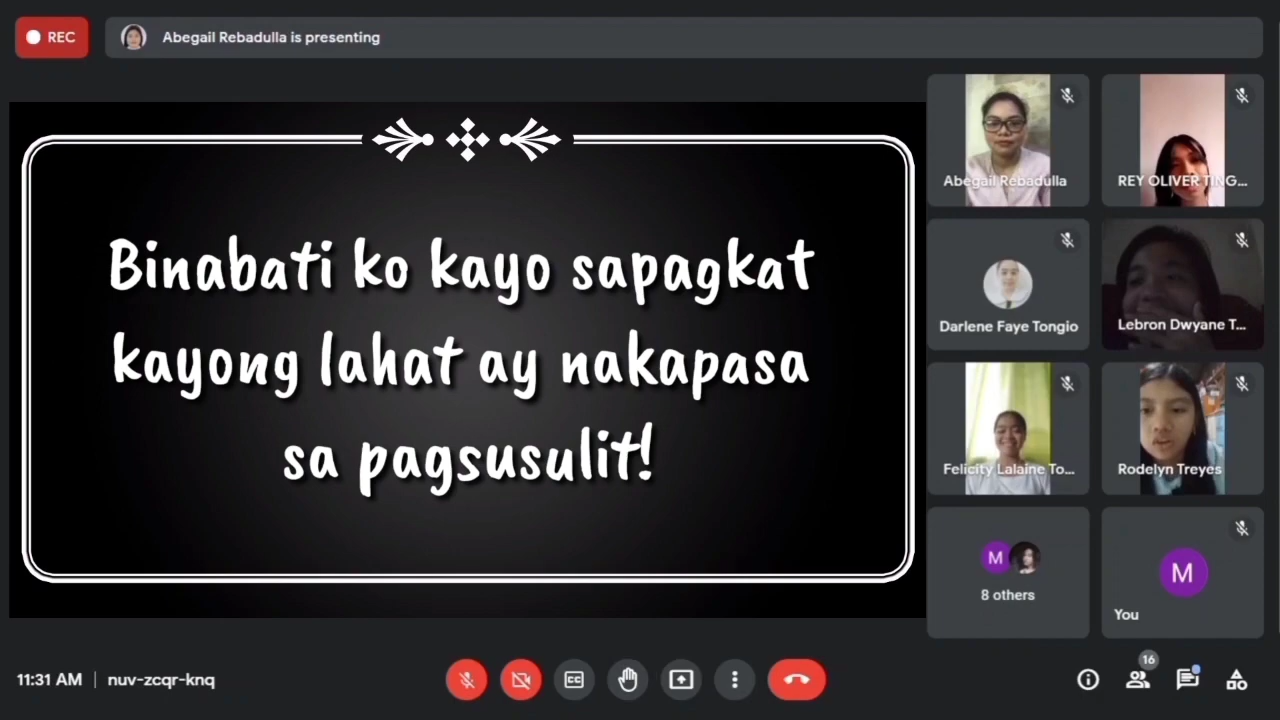 REC
Abegail Rebadulla is presenting
Binabati ko kayo sapagkat
kayong lahat ay nakapasa
sa pagsusulit!
Abegail Rebadulla
REY OLIVER TING...
Darlene Faye Tongio
Lebron Dwyane T...
Felicity Lalaine To...
Rodelyn Treyes
M
8 others
M
You
11:31 AM | nuv-zcqr-knq
CC
16